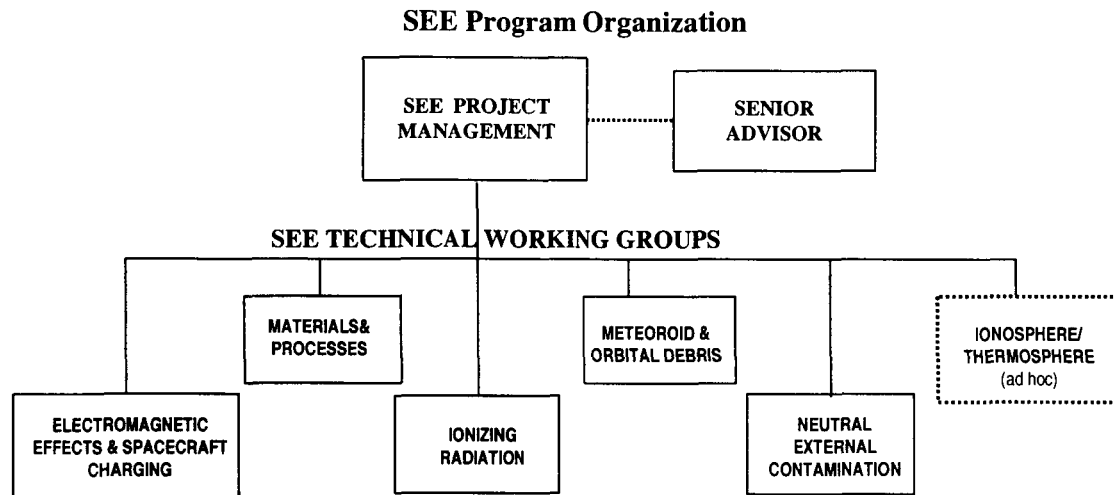 SEE Program Organization
SEE PROJECT
MANAGEMENT
SENIOR
ADVISOR
SEE TECHNICAL WORKING GROUPS
MATERIALS&
PROCESSES
METEOROID &
ORBITAL DEBRIS
IONOSPHERE/
THERMOSPHERE
(ad hoc)
ELECTROMAGNETIC
EFFECTS & SPACECRAFT
CHARGING
IONIZING
RADIATION
NEUTRAL
EXTERNAL
CONTAMINATION